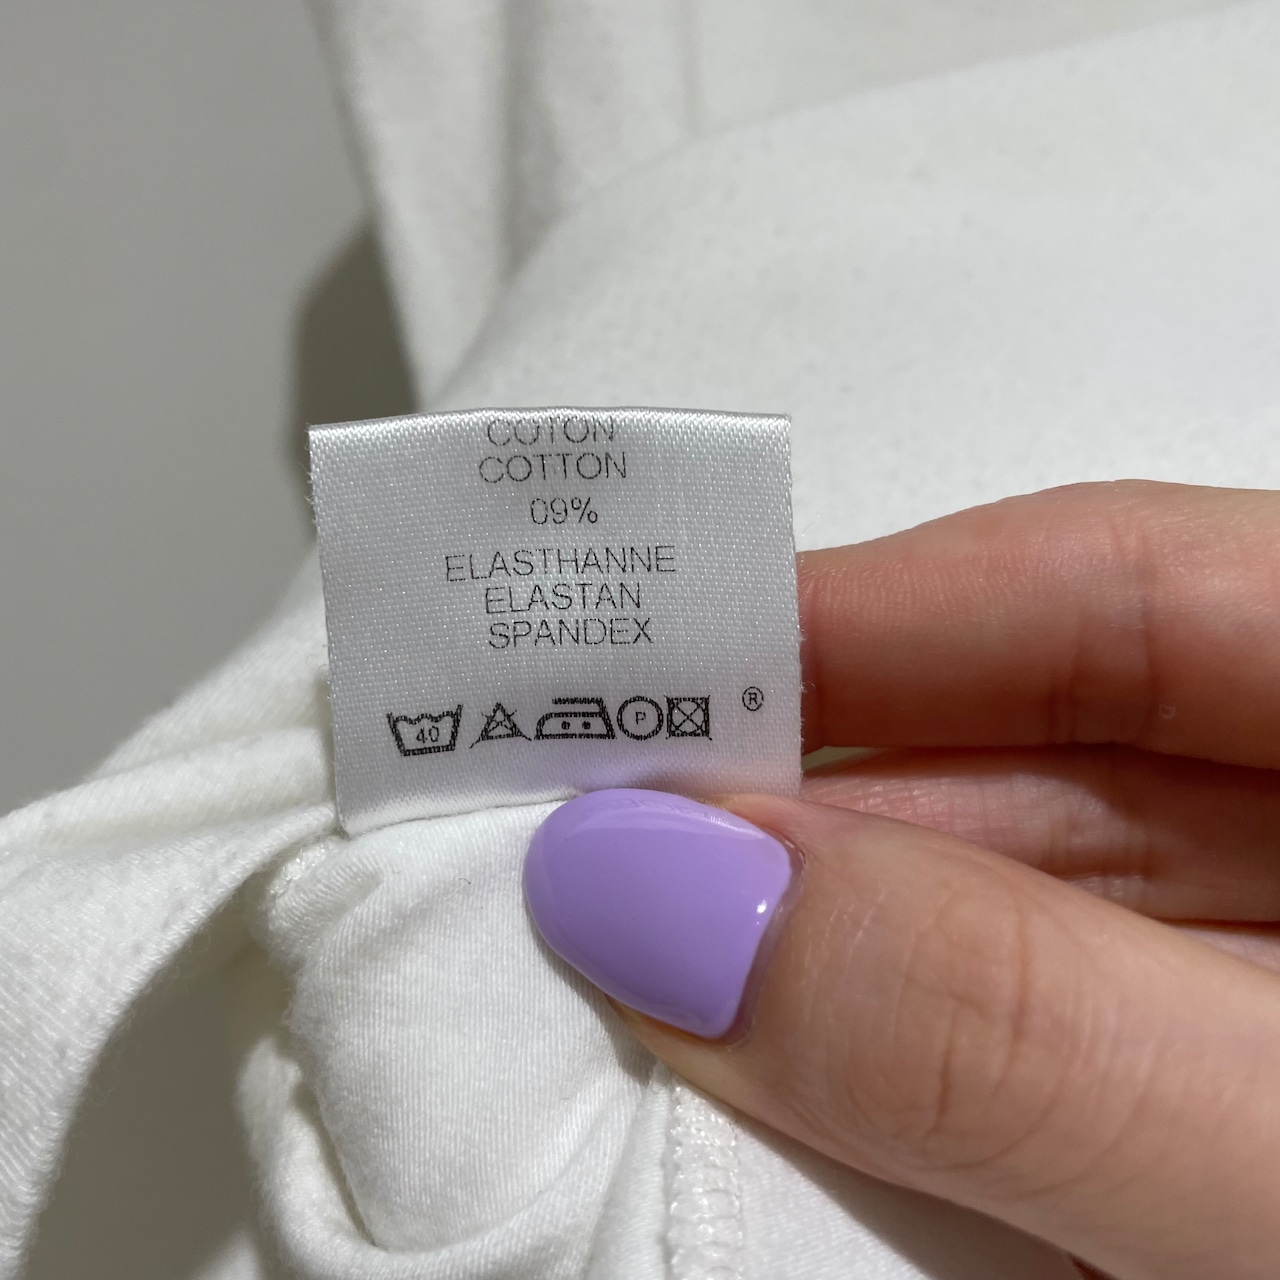 COTON
COTTON
09%
ELASTHANNE
ELASTAN
SPANDEX
®
40 P